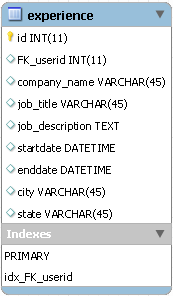 experience
id INT(11)
FK_userid INT(11)
company_name VARCHAR(45)
job_title VARCHAR(45)
job_description TEXT
startdate DATETIME
enddate DATETIME
city VARCHAR(45)
state VARCHAR(45)
Indexes
PRIMARY
idx_FK_userid